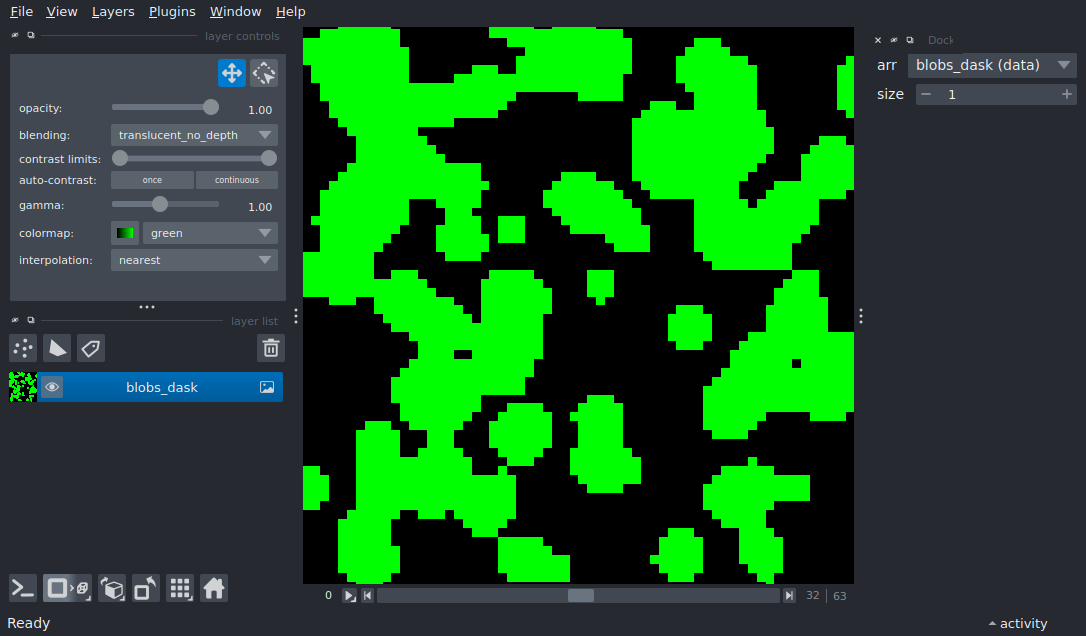 File View Layers Plugins Window Help
layer controls
opacity: 1.00
blending: translucent_no_depth
contrast limits:
auto-contrast: once continuous
gamma: 1.00
colormap: green
interpolation: nearest
layer list
blobs_dask
0 32 63
Ready
activity
Dock
arr blobs_dask (data)
size 1